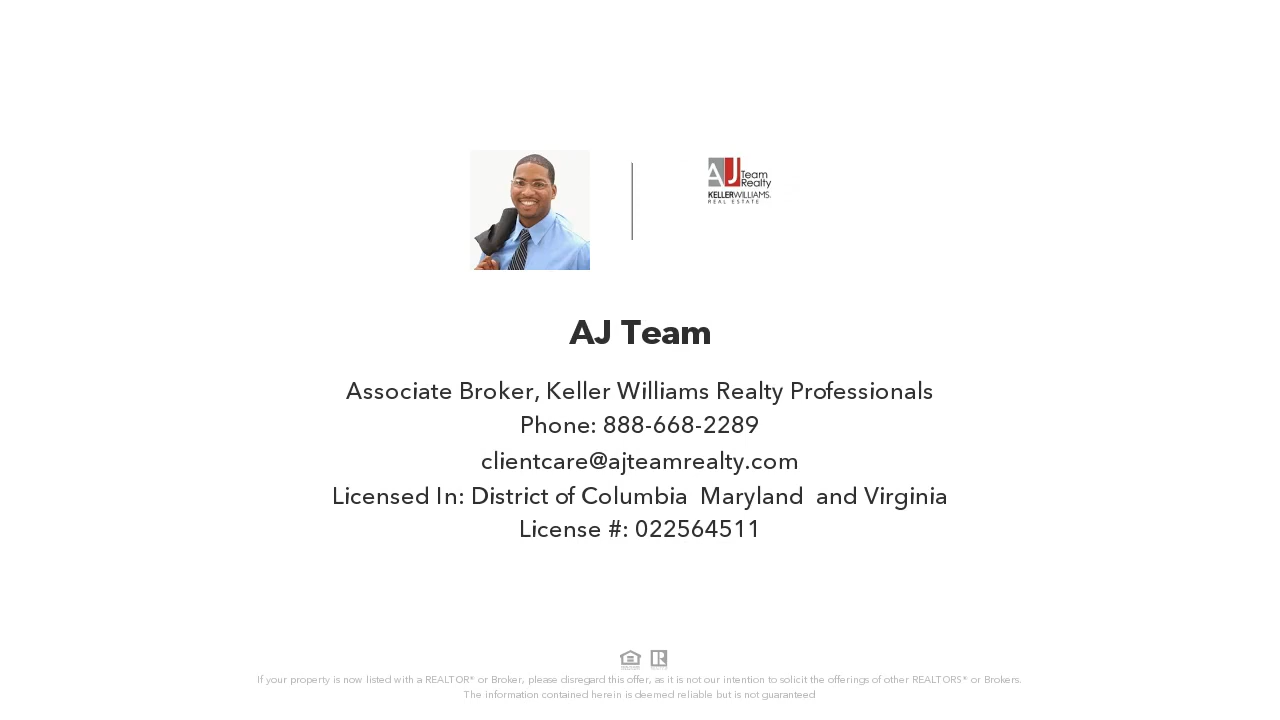 AJ Team
Realty
KELLERWILLIAMS.
REAL ESTATE
AJ Team
Associate Broker, Keller Williams Realty Professionals
Phone: 888-668-2289
clientcare@ajteamrealty.com
Licensed In: District of Columbia  Maryland  and Virginia
License #: 022564511
If your property is now listed with a REALTOR® or Broker, please disregard this offer, as it is not our intention to solicit the offerings of other REALTORS® or Brokers.
The information contained herein is deemed reliable but is not guaranteed